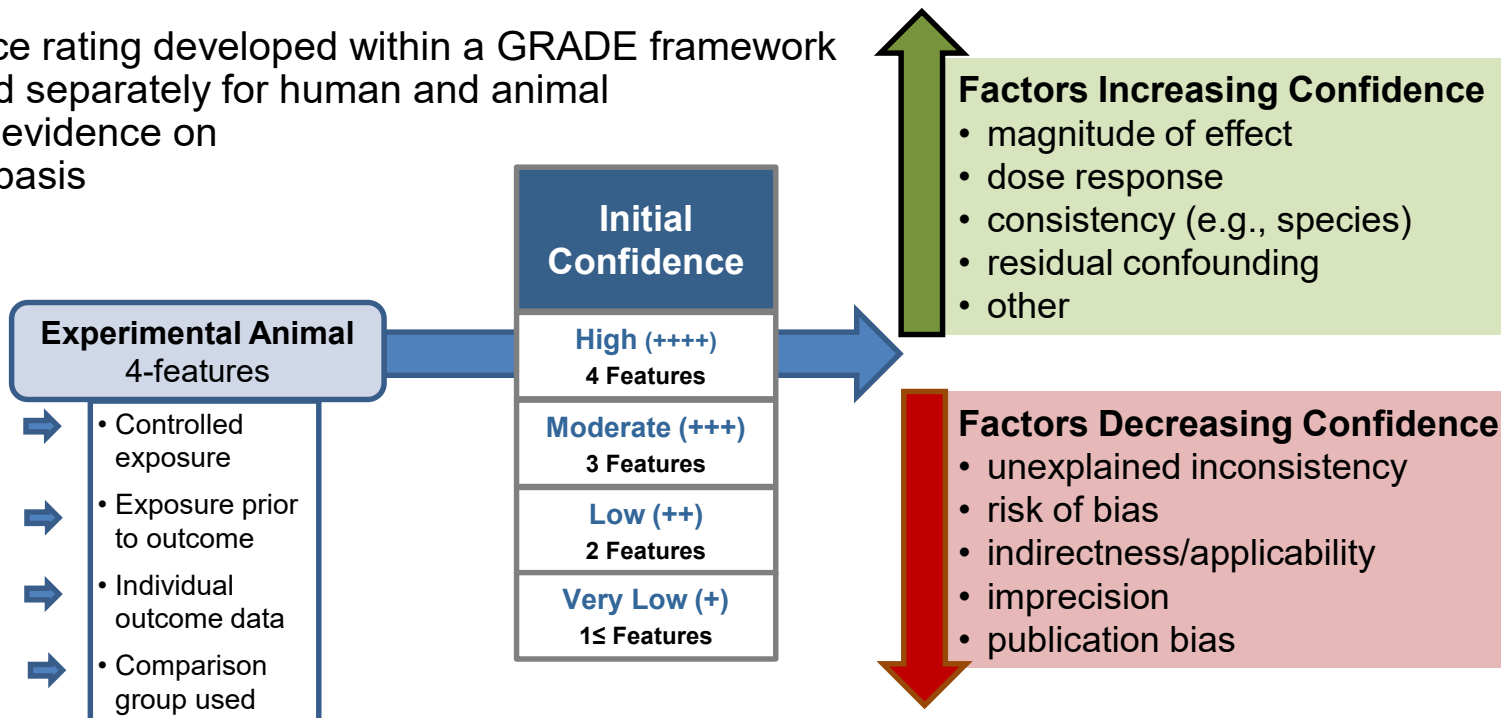 ce rating developed within a GRADE framework
d separately for human and animal
evidence on
basis
Experimental Animal
4-features
• Controlled
exposure
• Exposure prior
to outcome
• Individual
outcome data
• Comparison
group used
Initial
Confidence
High (++++)
4 Features
Moderate (+++)
3 Features
Low (++)
2 Features
Very Low (+)
1≤ Features
Factors Increasing Confidence
• magnitude of effect
• dose response
• consistency (e.g., species)
• residual confounding
• other
Factors Decreasing Confidence
• unexplained inconsistency
• risk of bias
• indirectness/applicability
• imprecision
• publication bias